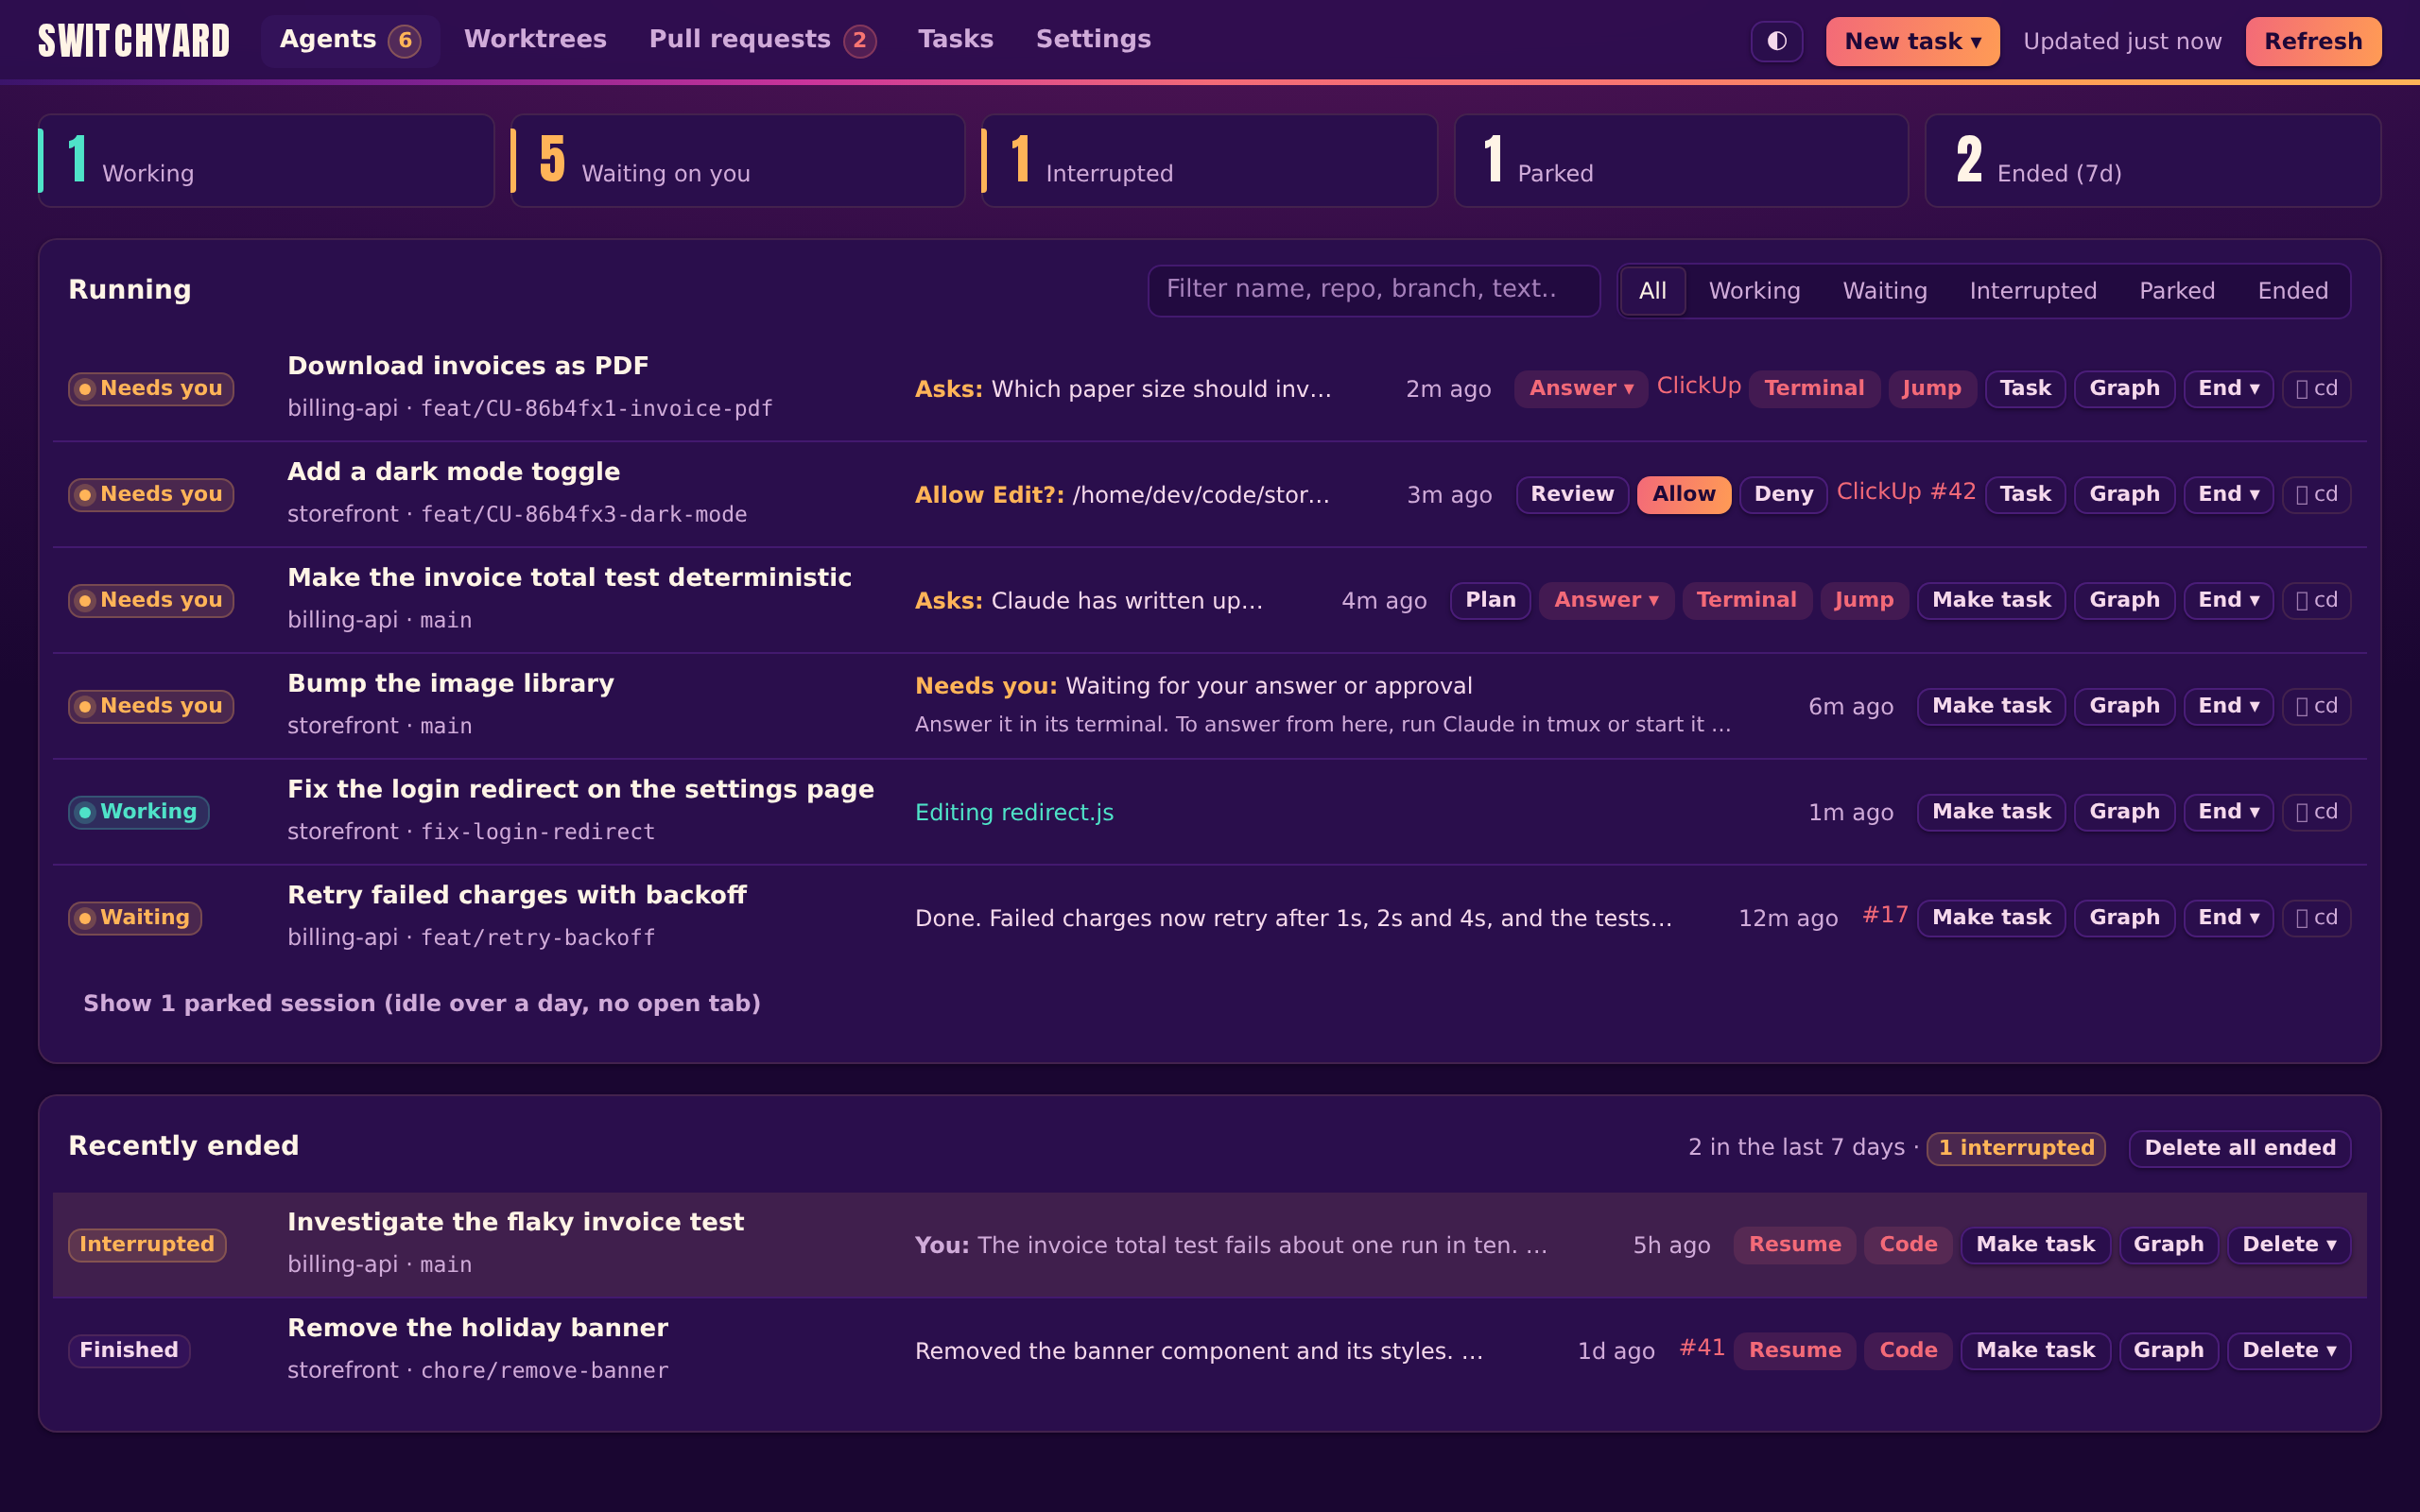 SWITCHYARD Agents 6 Worktrees Pull requests 2 Tasks Settings New task ▾ Updated just now Refresh
1 Working 5 Waiting on you 1 Interrupted 1 Parked 2 Ended (7d)
Running Filter name, repo, branch, text.. All Working Waiting Interrupted Parked Ended
Download invoices as PDF
Needs you Asks: Which paper size should inv… 2m ago Answer ▾ ClickUp Terminal Jump Task Graph End ▾ cd
billing-api · feat/CU-86b4fx1-invoice-pdf
Add a dark mode toggle
Needs you Allow Edit?: /home/dev/code/stor… 3m ago Review Allow Deny ClickUp #42 Task Graph End ▾ cd
storefront · feat/CU-86b4fx3-dark-mode
Make the invoice total test deterministic
Needs you Asks: Claude has written up… 4m ago Plan Answer ▾ Terminal Jump Make task Graph End ▾ cd
billing-api · main
Bump the image library Needs you: Waiting for your answer or approval
Needs you 6m ago Make task Graph End ▾ cd
storefront · main Answer it in its terminal. To answer from here, run Claude in tmux or start it …
Fix the login redirect on the settings page
Working Editing redirect.js 1m ago Make task Graph End ▾ cd
storefront · fix-login-redirect
Retry failed charges with backoff
Waiting Done. Failed charges now retry after 1s, 2s and 4s, and the tests… 12m ago #17 Make task Graph End ▾ cd
billing-api · feat/retry-backoff
Show 1 parked session (idle over a day, no open tab)
Recently ended 2 in the last 7 days · 1 interrupted Delete all ended
Investigate the flaky invoice test
Interrupted You: The invoice total test fails about one run in ten. … 5h ago Resume Code Make task Graph Delete ▾
billing-api · main
Remove the holiday banner
Finished Removed the banner component and its styles. … 1d ago #41 Resume Code Make task Graph Delete ▾
storefront · chore/remove-banner